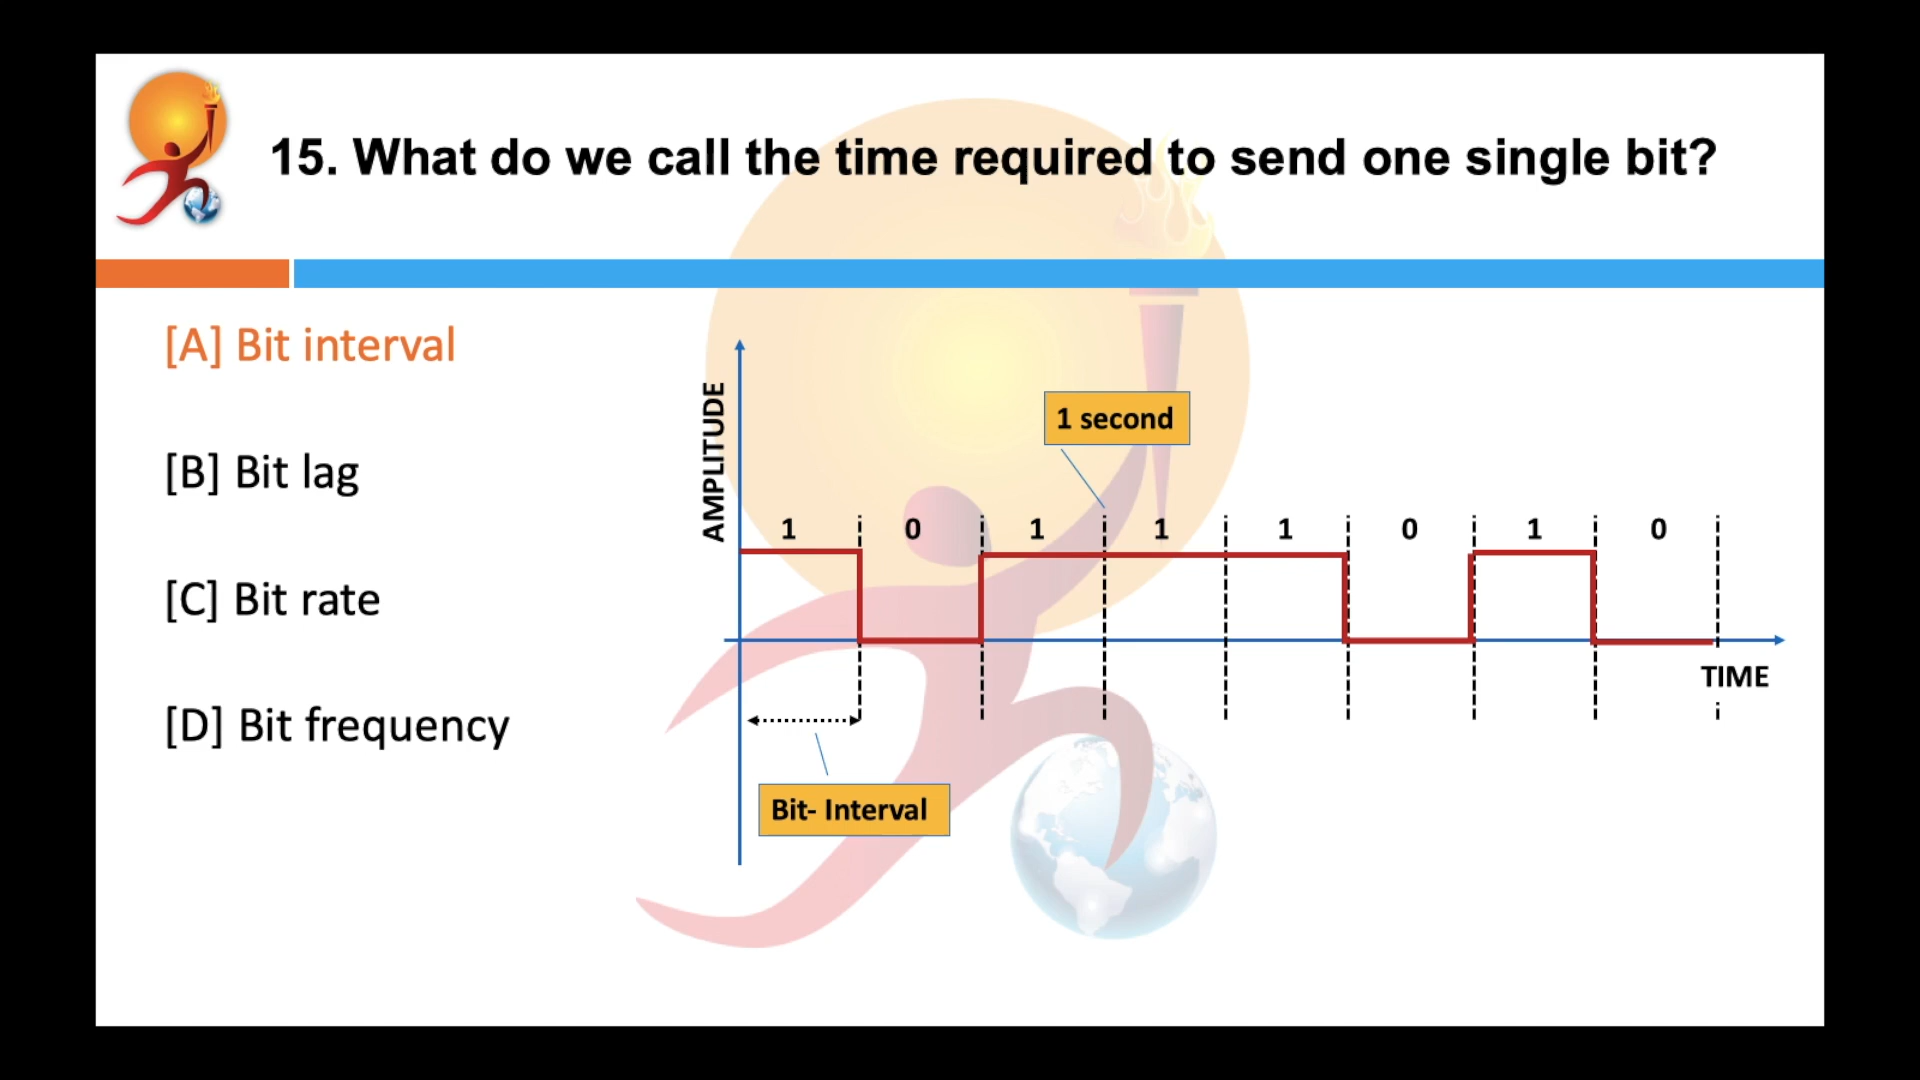 15. What do we call the time required to send one single bit?
[A] Bit interval
[B] Bit lag
[C] Bit rate
[D] Bit frequency
AMPLITUDE
1 second
1 0 1 1 1 0 1 0
TIME
Bit- Interval